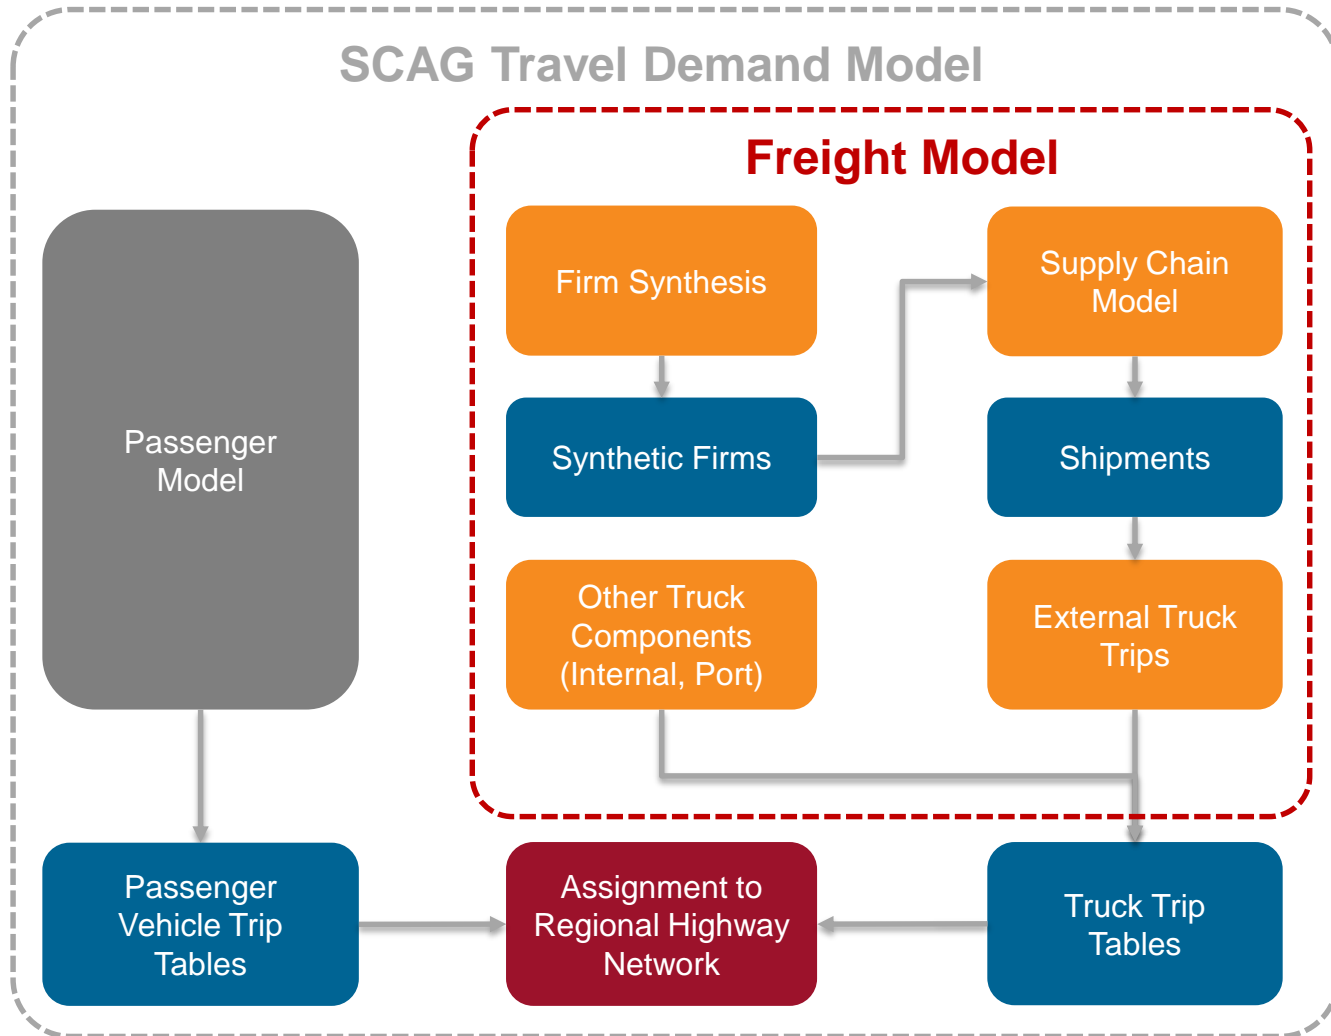 SCAG Travel Demand Model
Freight Model
Firm Synthesis
Supply Chain
Model
Passenger
Model
Synthetic Firms
Shipments
Other Truck
Components
(Internal, Port)
External Truck
Trips
Passenger
Vehicle Trip
Tables
Assignment to
Regional Highway
Network
Truck Trip
Tables